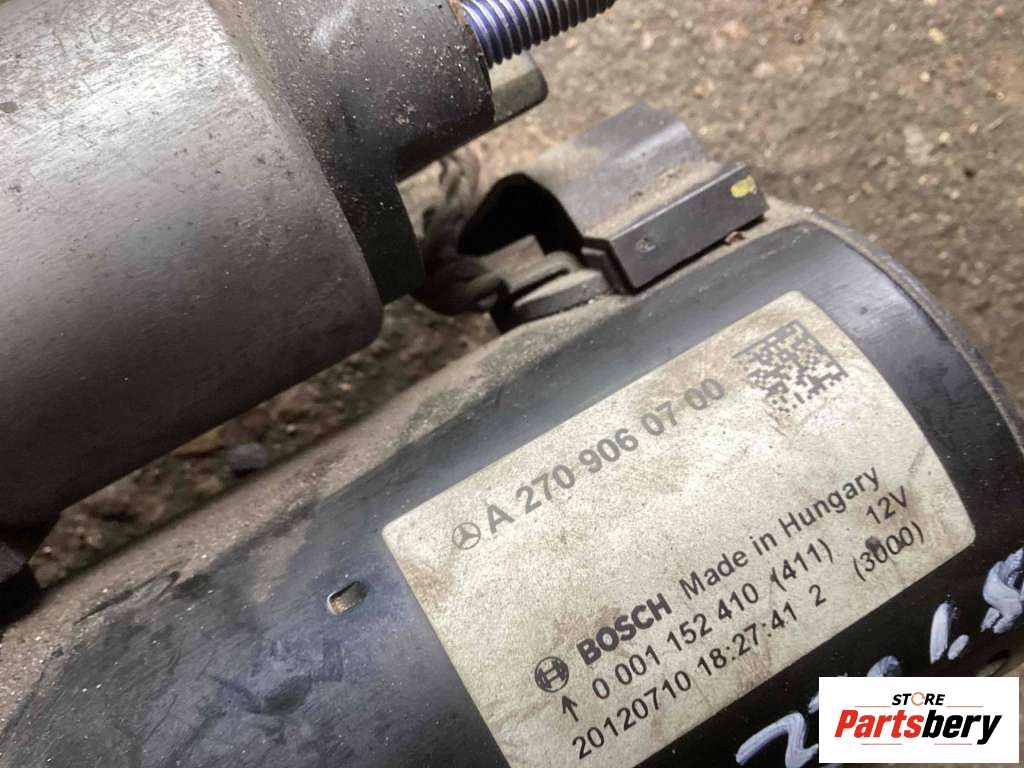 A 270 906 07 00
BOSCH Made in Hungary
0 001 152 410 (411) 12V
20120710 18:27:41 2 (3000)
STORE
Partsbery